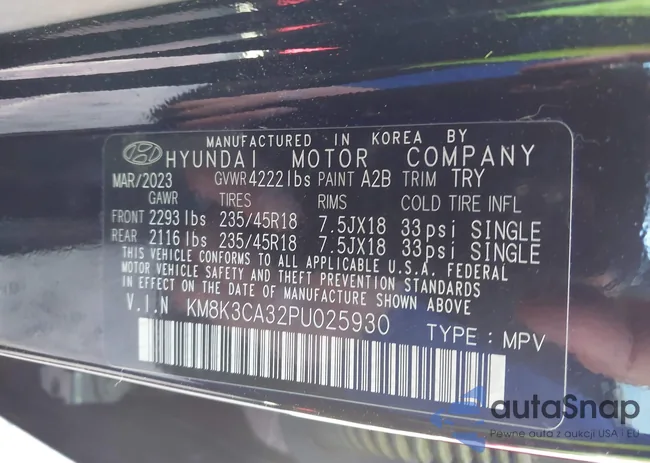 MANUFACTURED IN KOREA BY
HYUNDAI MOTOR COMPANY
MAR/2023 GVWR 4222 lbs PAINT A2B TRIM TRY
GAWR TIRES RIMS COLD TIRE INFL
FRONT 2293 lbs 235/45R18 7.5JX18 33psi SINGLE
REAR 2116 lbs 235/45R18 7.5JX18 33psi SINGLE
THIS VEHICLE CONFORMS TO ALL APPLICABLE U.S.A. FEDERAL
MOTOR VEHICLE SAFETY AND THEFT PREVENTION STANDARDS
IN EFFECT ON THE DATE OF MANUFACTURE SHOWN ABOVE
V.I.N KM8K3CA32PU025930
TYPE : MPV
autaSnap
Pewne auta z aukcji USA i EU